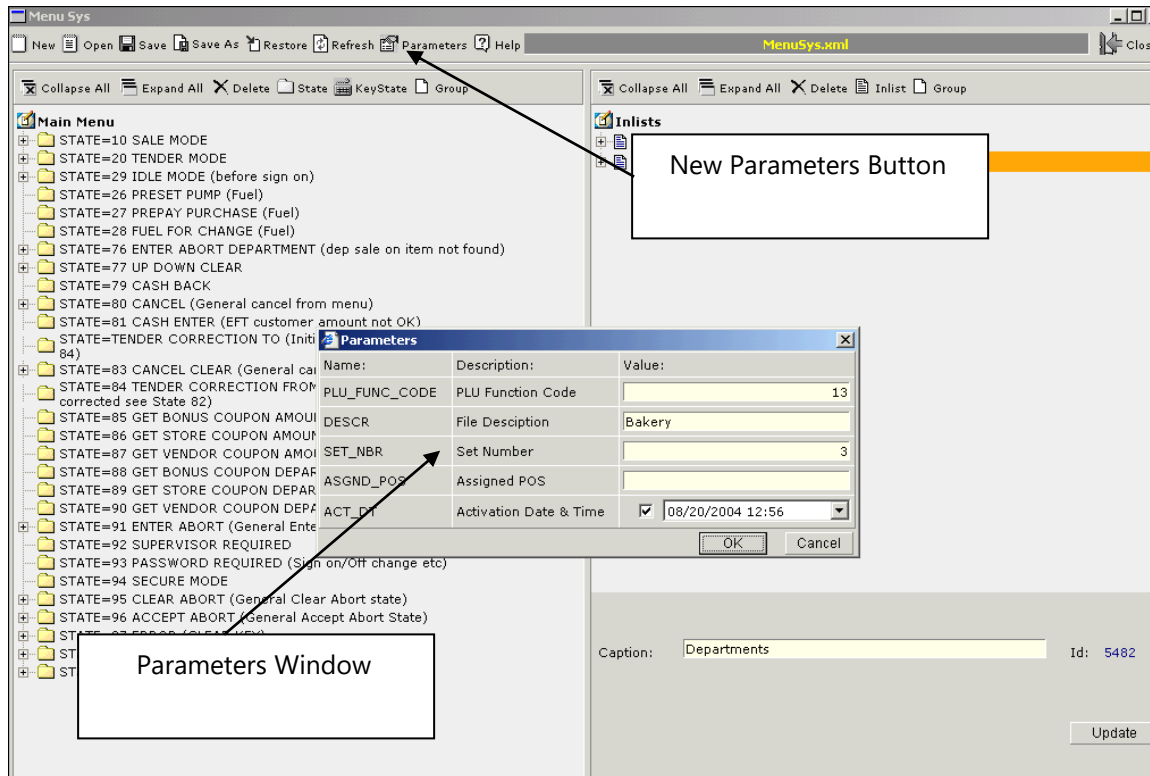 Menu Sys
New Open Save Save As Restore Refresh Parameters Help MenuSys.xml Clos
Collapse All Expand All Delete State KeyState Group
Collapse All Expand All Delete Inlist Group
Main Menu
STATE=10 SALE MODE
STATE=20 TENDER MODE
STATE=29 IDLE MODE (before sign on)
STATE=26 PRESET PUMP (Fuel)
STATE=27 PREPAY PURCHASE (Fuel)
STATE=28 FUEL FOR CHANGE (Fuel)
STATE=76 ENTER ABORT DEPARTMENT (dep sale on item not found)
STATE=77 UP DOWN CLEAR
STATE=79 CASH BACK
STATE=80 CANCEL (General cancel from menu)
STATE=81 CASH ENTER (EFT customer amount not OK)
STATE=TENDER CORRECTION TO (Initi
84)
STATE=83 CANCEL CLEAR (General ca
STATE=84 TENDER CORRECTION FROM
corrected see State 82)
STATE=85 GET BONUS COUPON AMOU
STATE=86 GET STORE COUPON AMOUN
STATE=87 GET VENDOR COUPON AMO
STATE=88 GET BONUS COUPON DEPAR
STATE=89 GET STORE COUPON DEPAR
STATE=90 GET VENDOR COUPON DEPA
STATE=91 ENTER ABORT (General Ente
STATE=92 SUPERVISOR REQUIRED
STATE=93 PASSWORD REQUIRED (Sign on/Off change etc)
STATE=94 SECURE MODE
STATE=95 CLEAR ABORT (General Clear Abort state)
STATE=96 ACCEPT ABORT (General Accept Abort State)
ST
ST
Inlists
New Parameters Button
Parameters
Name: Description: Value:
PLU_FUNC_CODE PLU Function Code 13
DESCR File Desciption Bakery
SET_NBR Set Number 3
ASGND_POS Assigned POS
ACT_DT Activation Date & Time 08/20/2004 12:56
OK Cancel
Parameters Window
Caption: Departments Id: 5482
Update